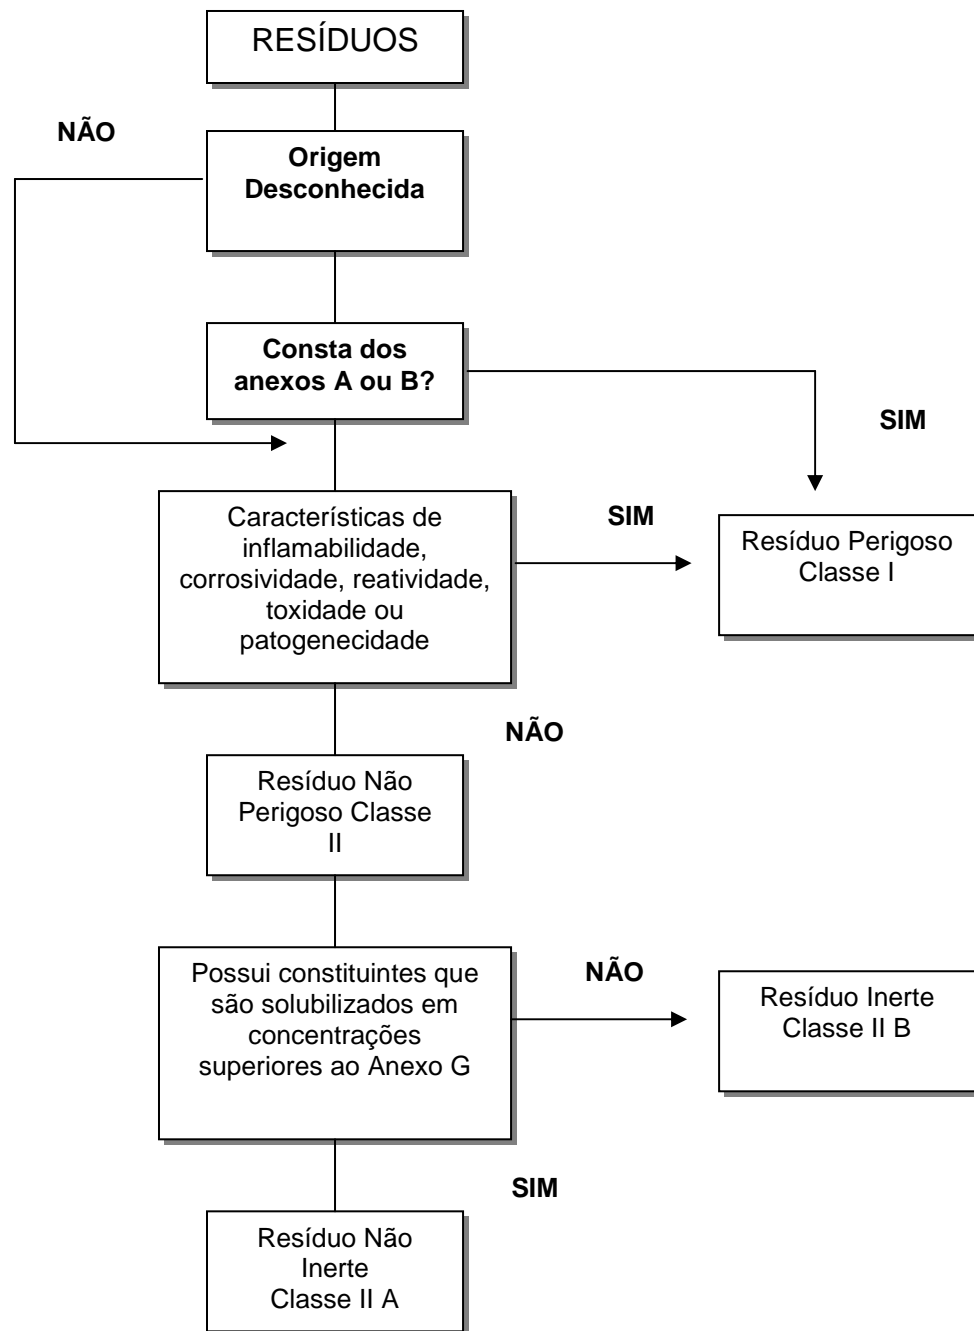 RESÍDUOS
NÃO
Origem
Desconhecida
Consta dos
anexos A ou B?
SIM
Características de
inflamabilidade,
corrosividade, reatividade,
toxidade ou
patogenecidade
SIM
Resíduo Perigoso
Classe I
NÃO
Resíduo Não
Perigoso Classe
II
Possui constituintes que
são solubilizados em
concentrações
superiores ao Anexo G
NÃO
Resíduo Inerte
Classe II B
SIM
Resíduo Não
Inerte
Classe II A